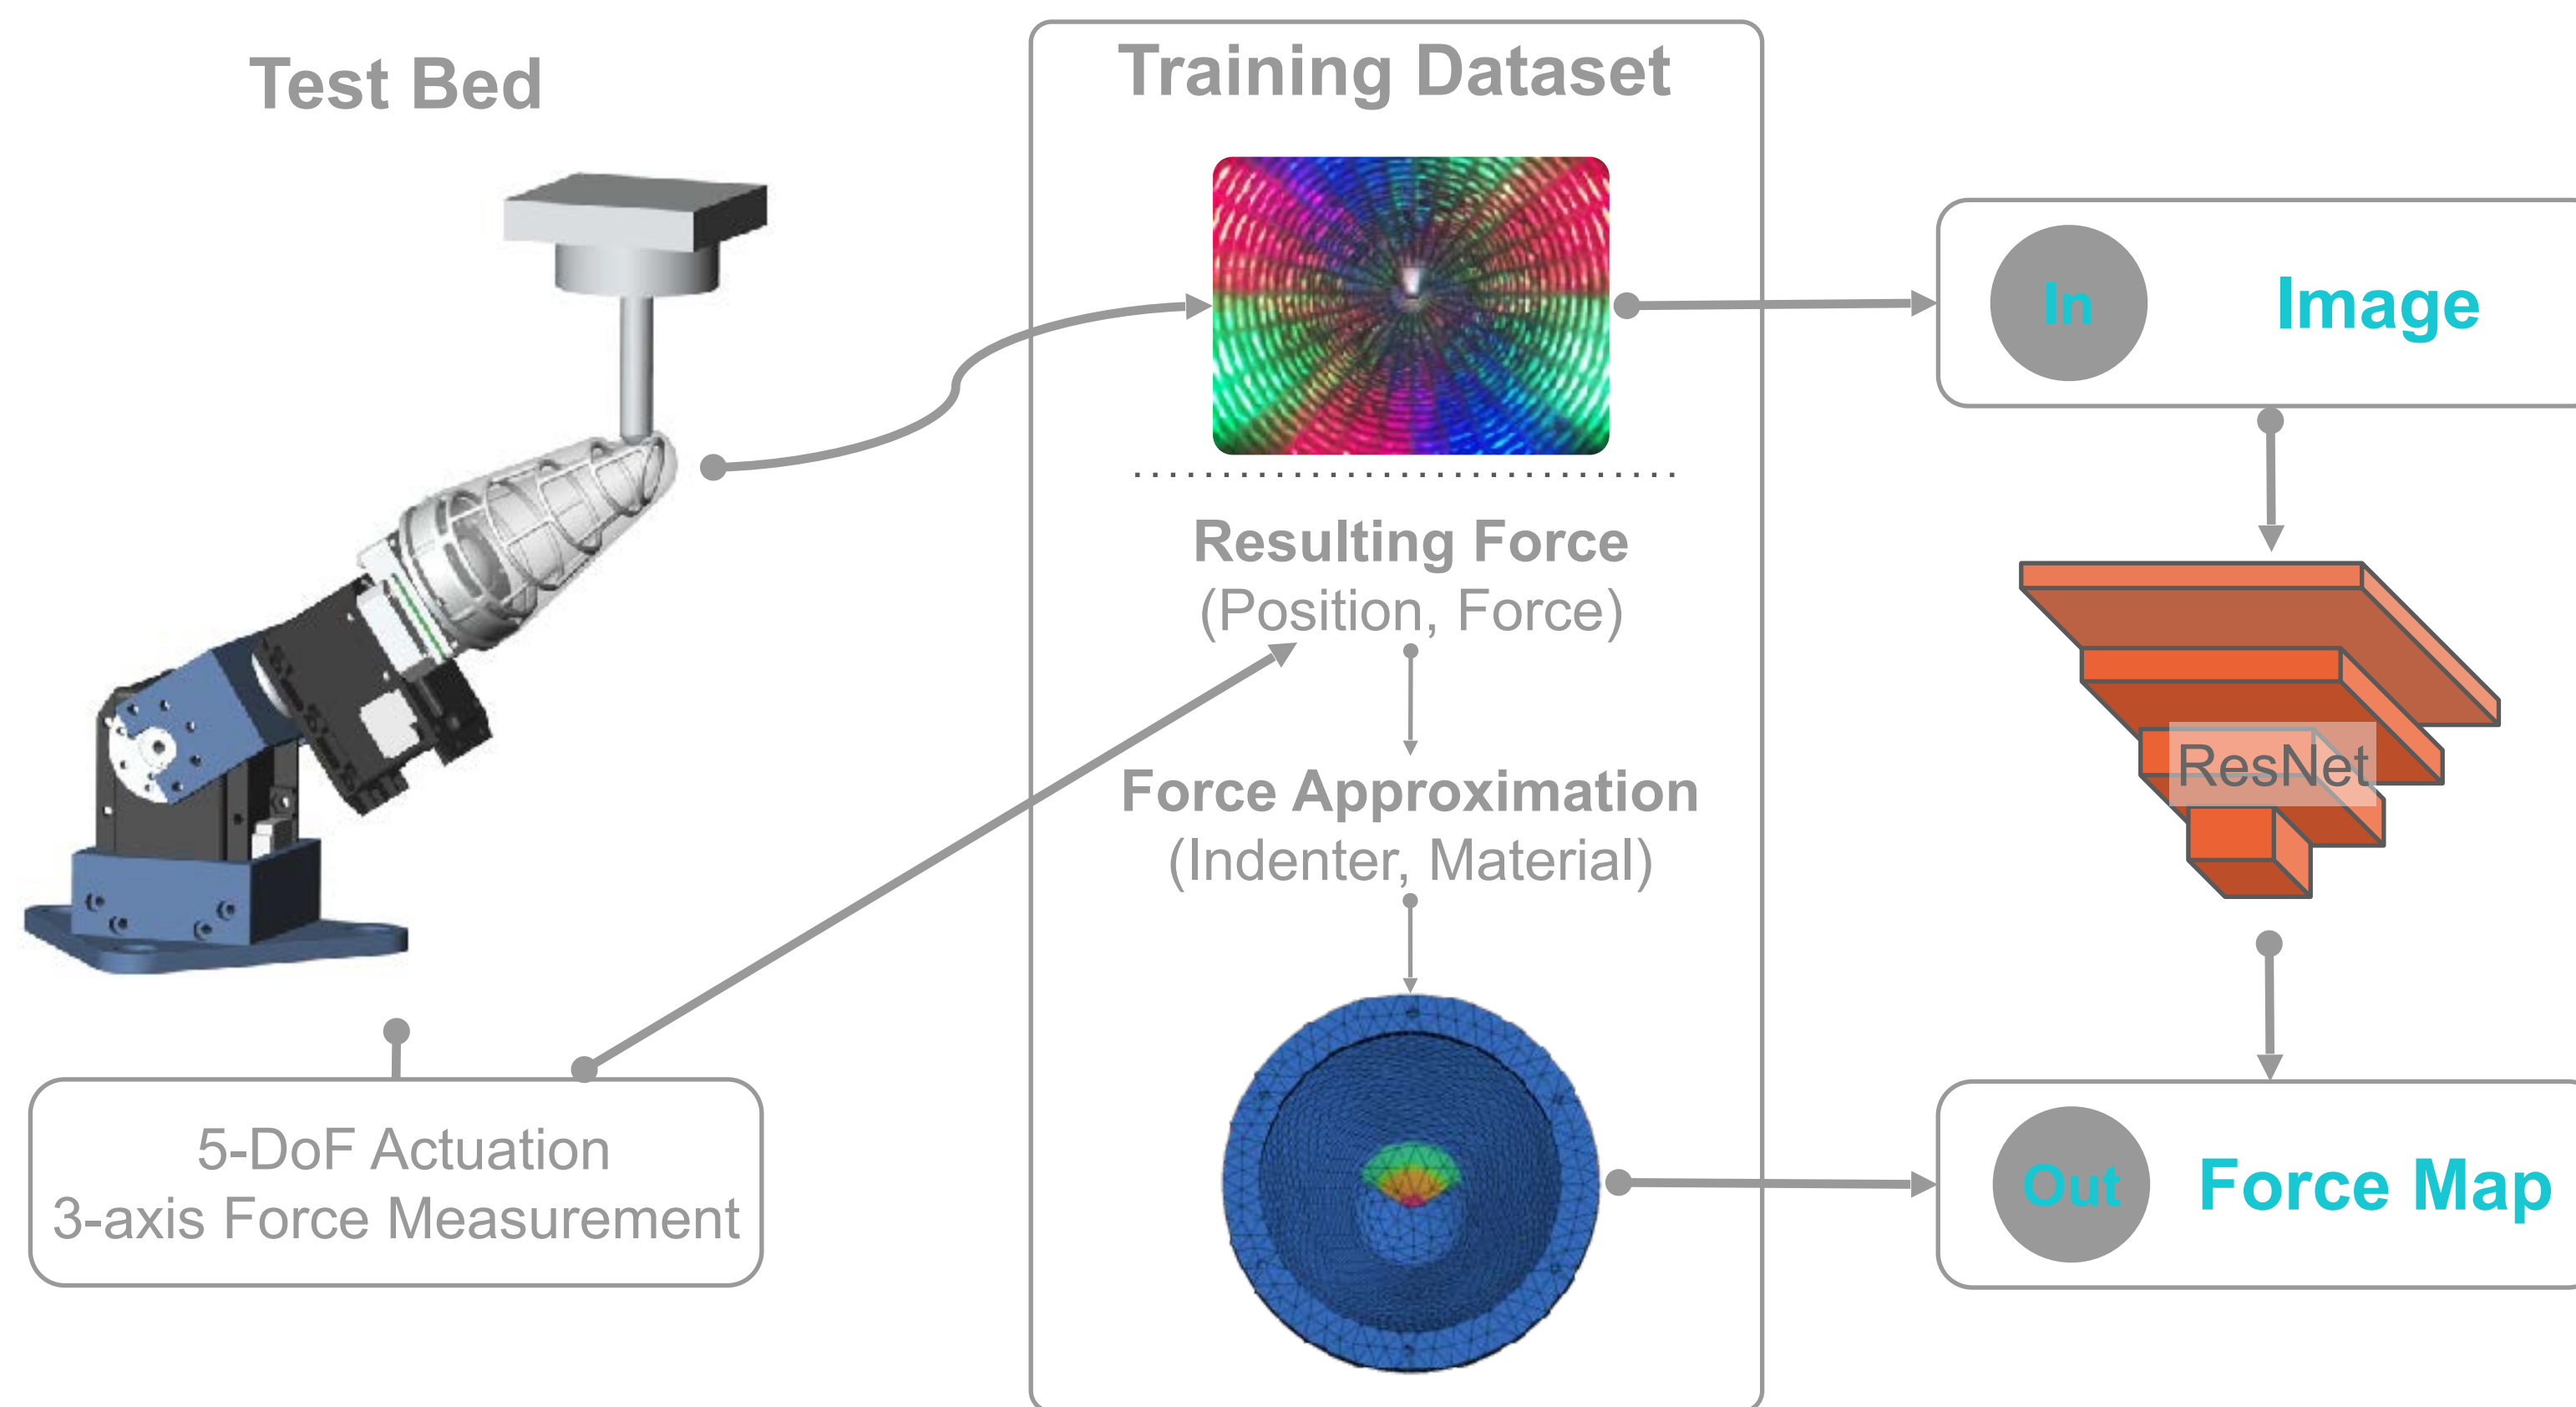 Test Bed
5-DoF Actuation
3-axis Force Measurement
Training Dataset
Resulting Force
(Position, Force)
Force Approximation
(Indenter, Material)
In
Image
ResNet
Out
Force Map